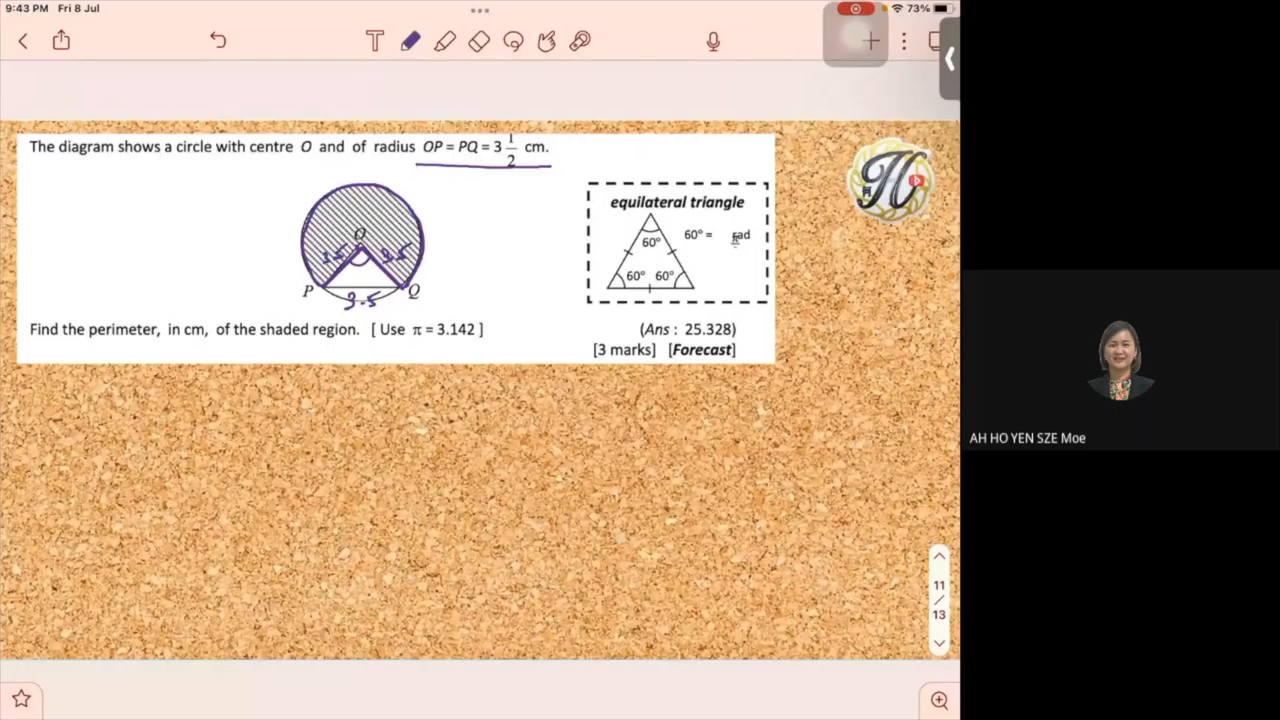 9:43 PM Fri 8 Jul
73%
The diagram shows a circle with centre O and of radius OP = PQ = 3 1/2 cm.
equilateral triangle
O
60°
60° = rad
3.5 3.5
60° 60°
P
Q
3.5
Find the perimeter, in cm, of the shaded region. [ Use π = 3.142 ]
(Ans : 25.328)
[3 marks] [Forecast]
AH HO YEN SZE Moe
11
/
13